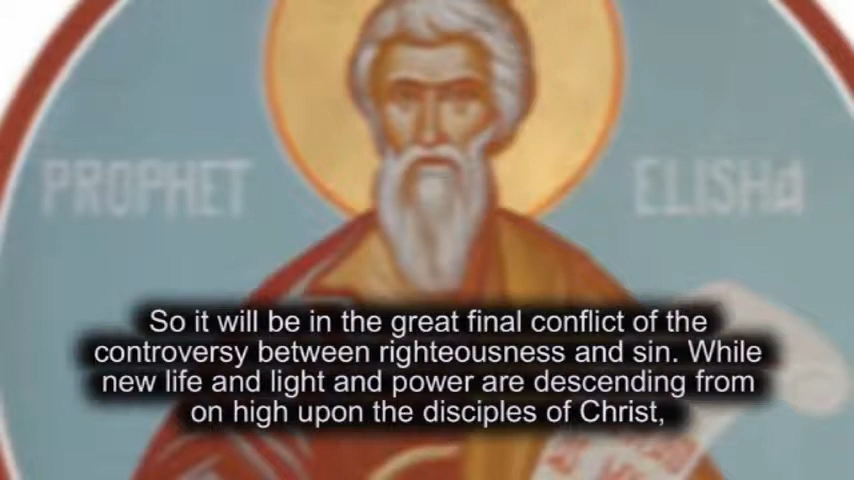 PROPHET ELISHA
So it will be in the great final conflict of the
controversy between righteousness and sin. While
new life and light and power are descending from
on high upon the disciples of Christ,